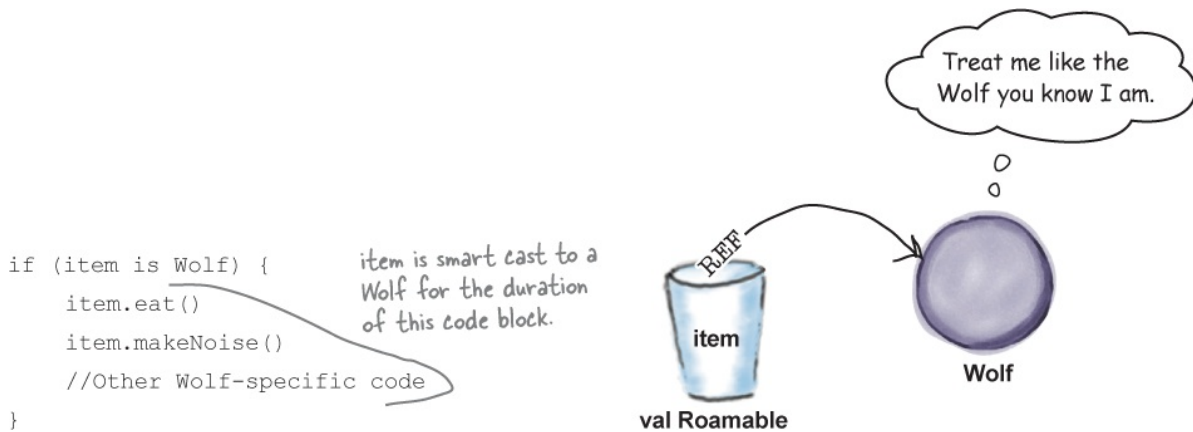 Treat me like the
Wolf you know I am.
if (item is Wolf) {
item.eat()
item.makeNoise()
//Other Wolf-specific code
}
item is smart cast to a
Wolf for the duration
of this code block.
REF
item
val Roamable
Wolf